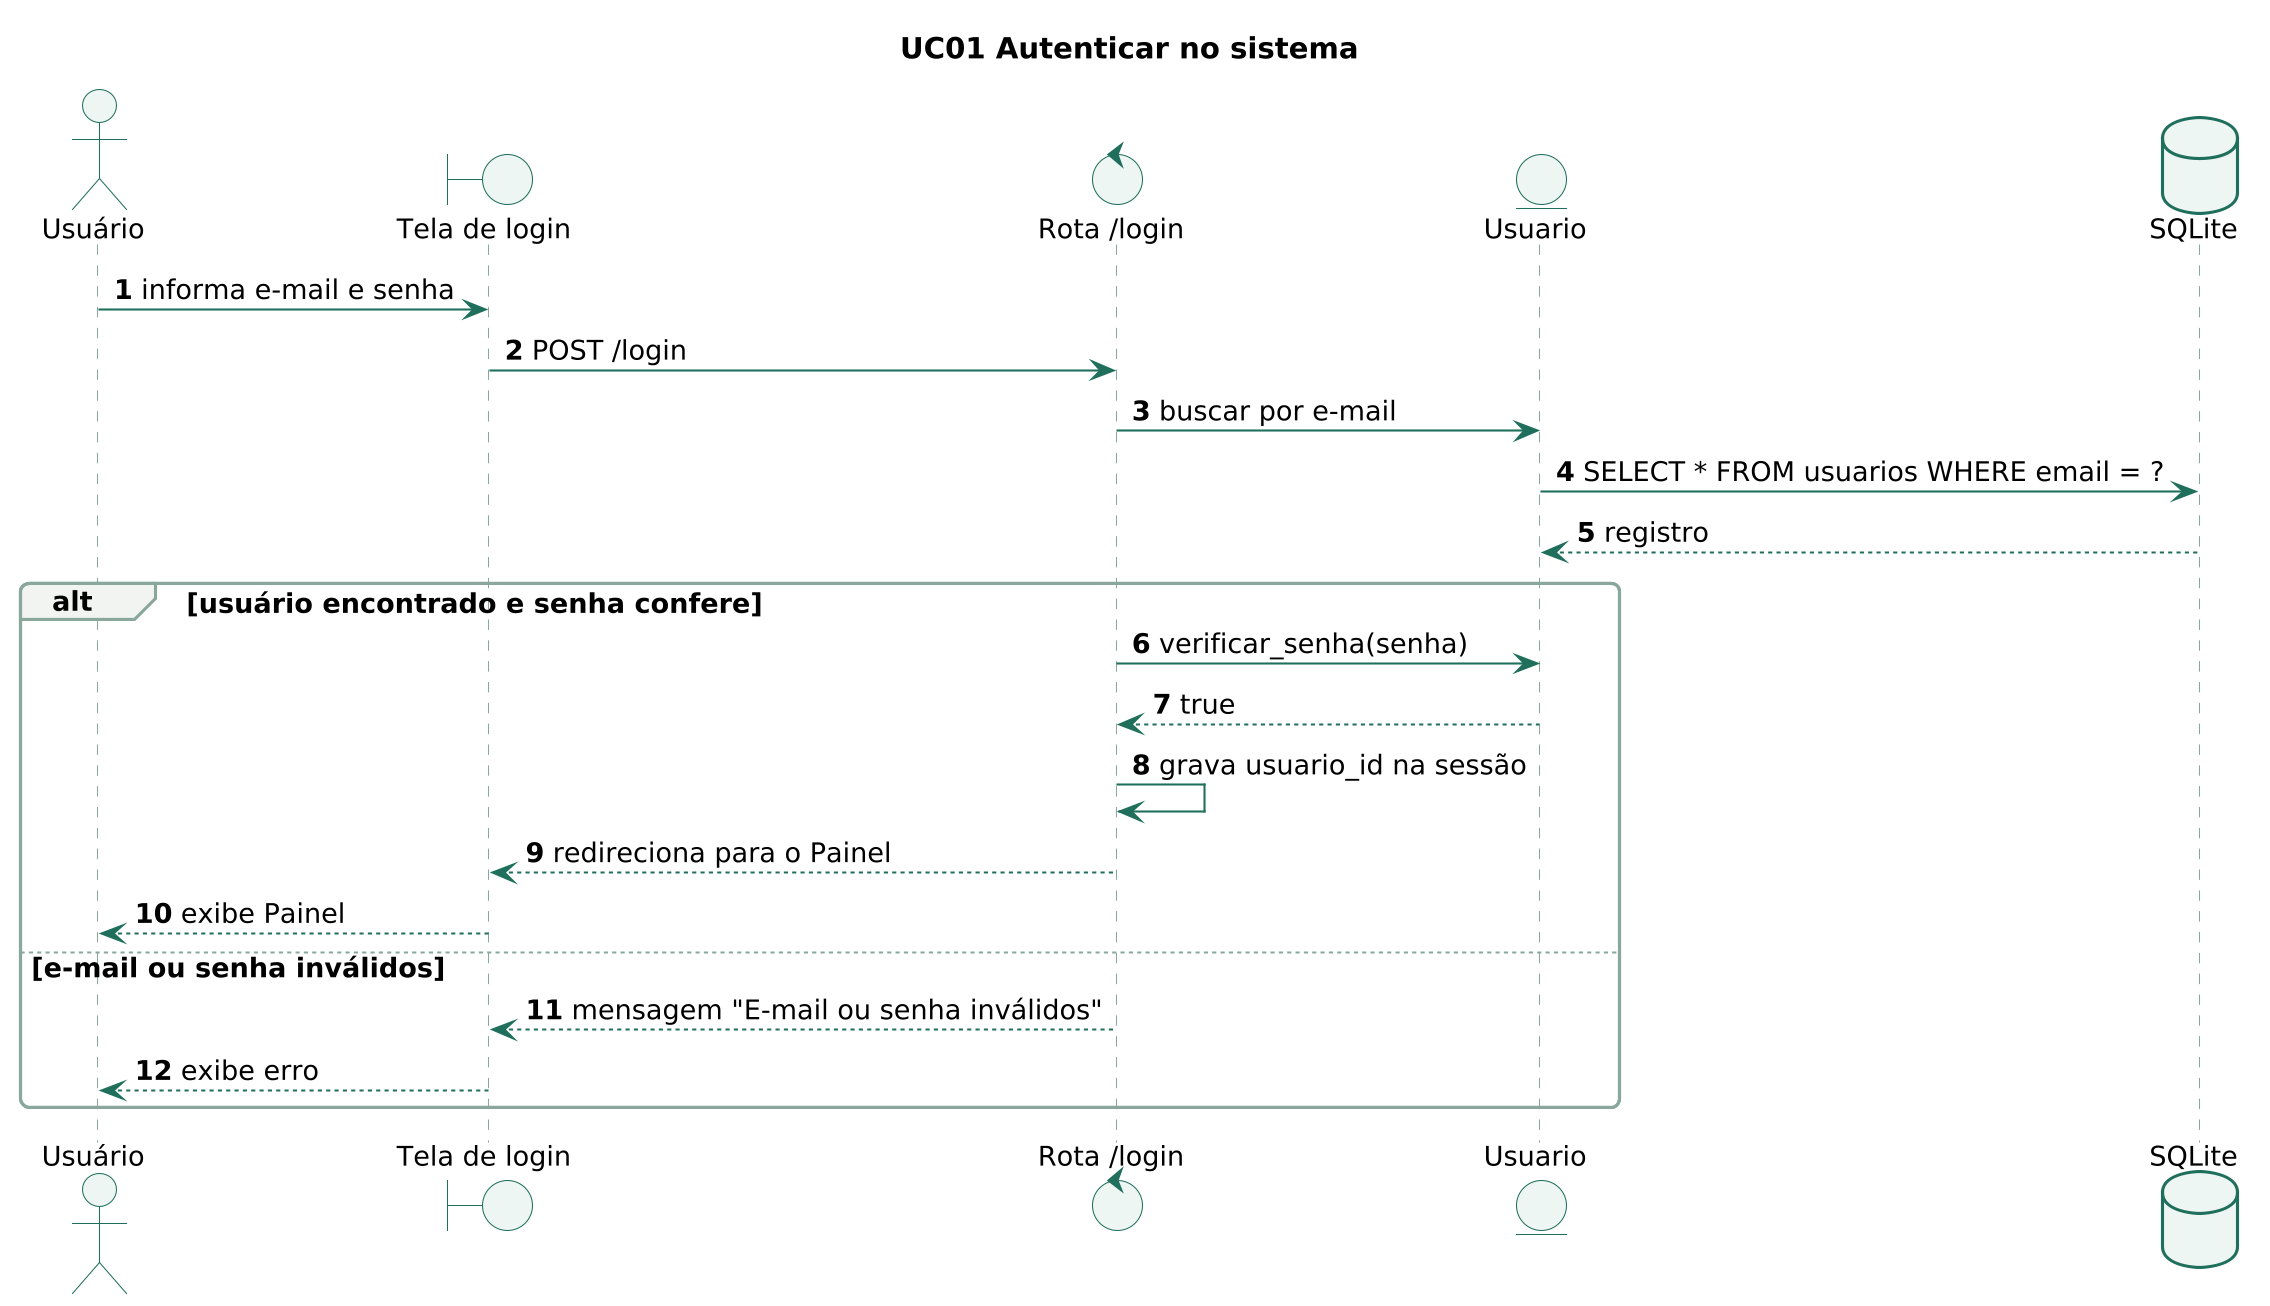 UC01 Autenticar no sistema
Usuário
Tela de login
Rota /login
Usuario
SQLite
1 informa e-mail e senha
2 POST /login
3 buscar por e-mail
4 SELECT * FROM usuarios WHERE email = ?
5 registro
alt [usuário encontrado e senha confere]
6 verificar_senha(senha)
7 true
8 grava usuario_id na sessão
9 redireciona para o Painel
10 exibe Painel
[e-mail ou senha inválidos]
11 mensagem "E-mail ou senha inválidos"
12 exibe erro
Usuário
Tela de login
Rota /login
Usuario
SQLite